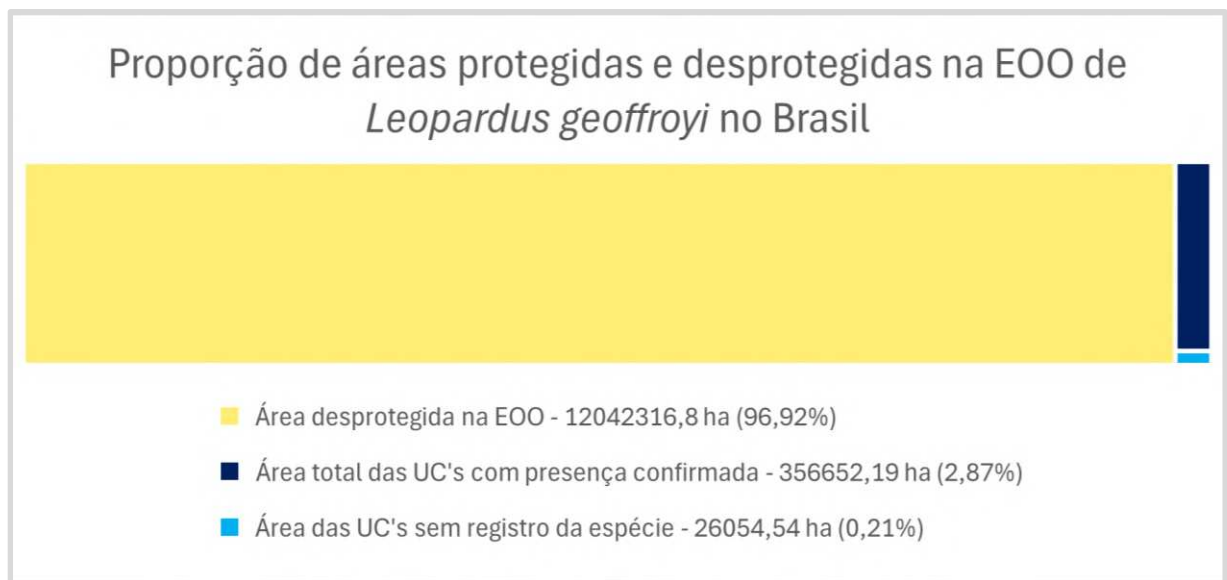 Proporção de áreas protegidas e desprotegidas na EOO de
Leopardus geoffroyi no Brasil
Área desprotegida na EOO - 12042316,8 ha (96,92%)
Área total das UC's com presença confirmada - 356652,19 ha (2,87%)
Área das UC's sem registro da espécie - 26054,54 ha (0,21%)